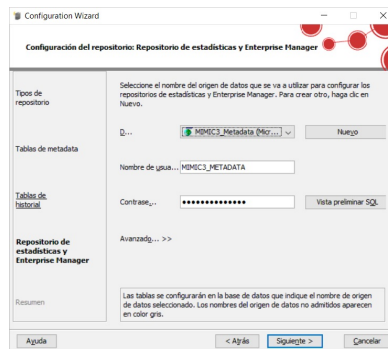 Configuration Wizard
Configuración del repositorio: Repositorio de estadísticas y Enterprise Manager
Tipos de
repositorio
Tablas de metadata
Tablas de
historial
Repositorio de
estadísticas y
Enterprise Manager
Resumen
Seleccione el nombre del origen de datos que se va a utilizar para configurar los
repositorios de estadísticas y Enterprise Manager. Para crear otro, haga clic en
Nuevo.
D... MIMIC3_Metadata (Micr... Nuevo
Nombre de usua... MIMIC3_METADATA
Contrase... •••••••••••••• Vista preliminar SQL
Avanzado... >>
Las tablas se configurarán en la base de datos que indique el nombre de origen
de datos seleccionado. Los nombres del origen de datos no admitidos aparecen
en color gris.
Ayuda < Atrás Siguiente > Cancelar